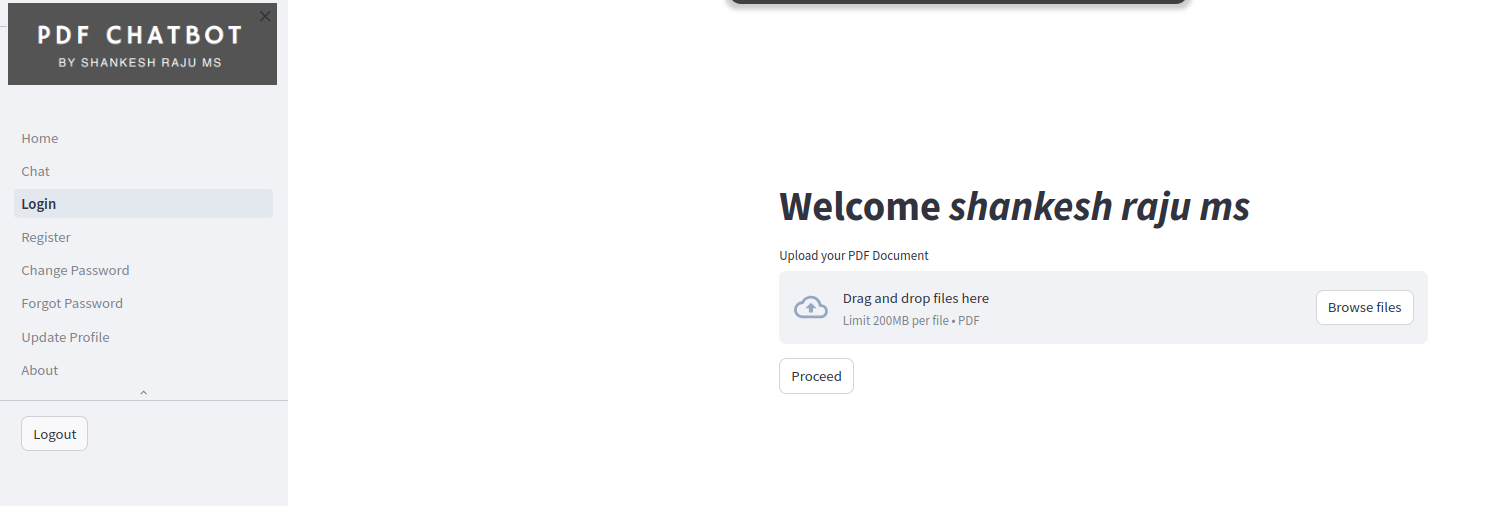 PDF CHATBOT
BY SHANKESH RAJU MS
Home
Chat
Login
Register
Change Password
Forgot Password
Update Profile
About
Logout
Welcome shankesh raju ms
Upload your PDF Document
Drag and drop files here
Limit 200MB per file • PDF
Browse files
Proceed